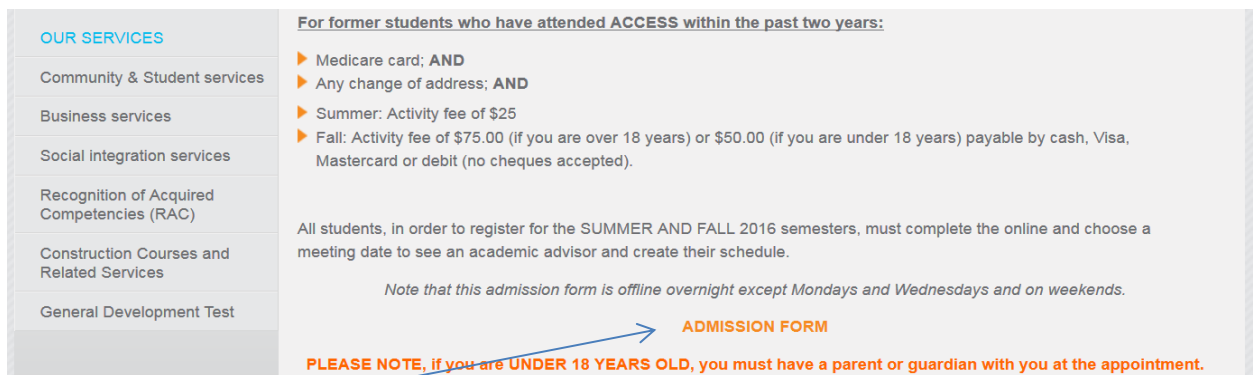 OUR SERVICES
Community & Student services
Business services
Social integration services
Recognition of Acquired
Competencies (RAC)
Construction Courses and
Related Services
General Development Test
For former students who have attended ACCESS within the past two years:
Medicare card; AND
Any change of address; AND
Summer: Activity fee of $25
Fall: Activity fee of $75.00 (if you are over 18 years) or $50.00 (if you are under 18 years) payable by cash, Visa,
Mastercard or debit (no cheques accepted).
All students, in order to register for the SUMMER AND FALL 2016 semesters, must complete the online and choose a
meeting date to see an academic advisor and create their schedule.
Note that this admission form is offline overnight except Mondays and Wednesdays and on weekends.
ADMISSION FORM
PLEASE NOTE, if you are UNDER 18 YEARS OLD, you must have a parent or guardian with you at the appointment.